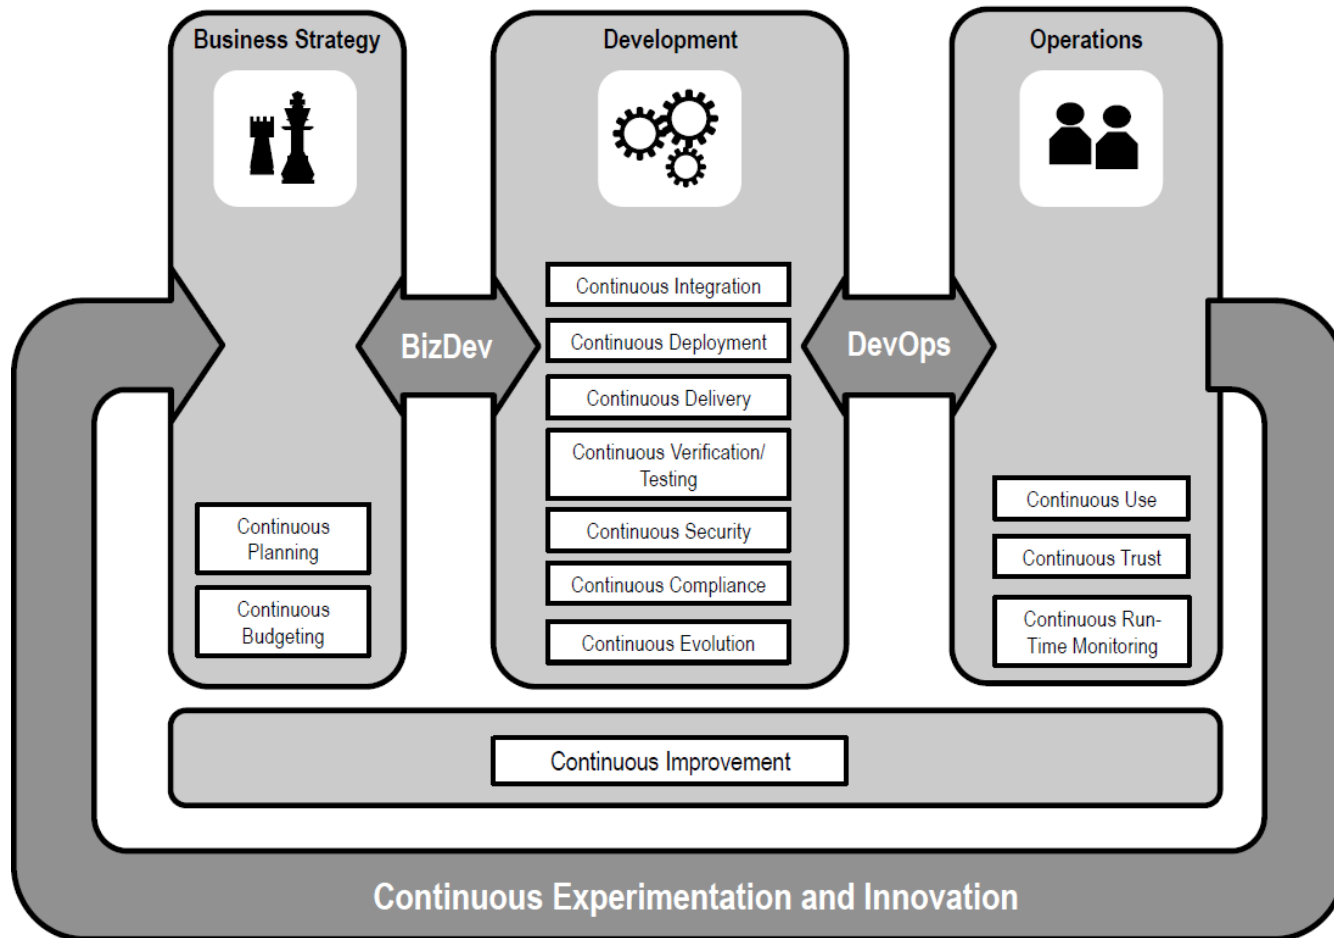 Business Strategy
Development
Operations
BizDev
DevOps
Continuous
Planning
Continuous
Budgeting
Continuous Integration
Continuous Deployment
Continuous Delivery
Continuous Verification/
Testing
Continuous Security
Continuous Compliance
Continuous Evolution
Continuous Use
Continuous Trust
Continuous Run-
Time Monitoring
Continuous Improvement
Continuous Experimentation and Innovation